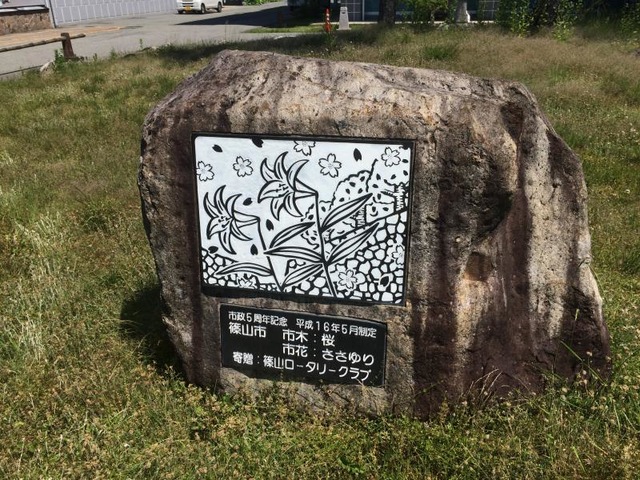 市政5周年記念 平成16年5月制定
篠山市 市木：桜
市花：ささゆり
寄贈：篠山ロータリークラブ